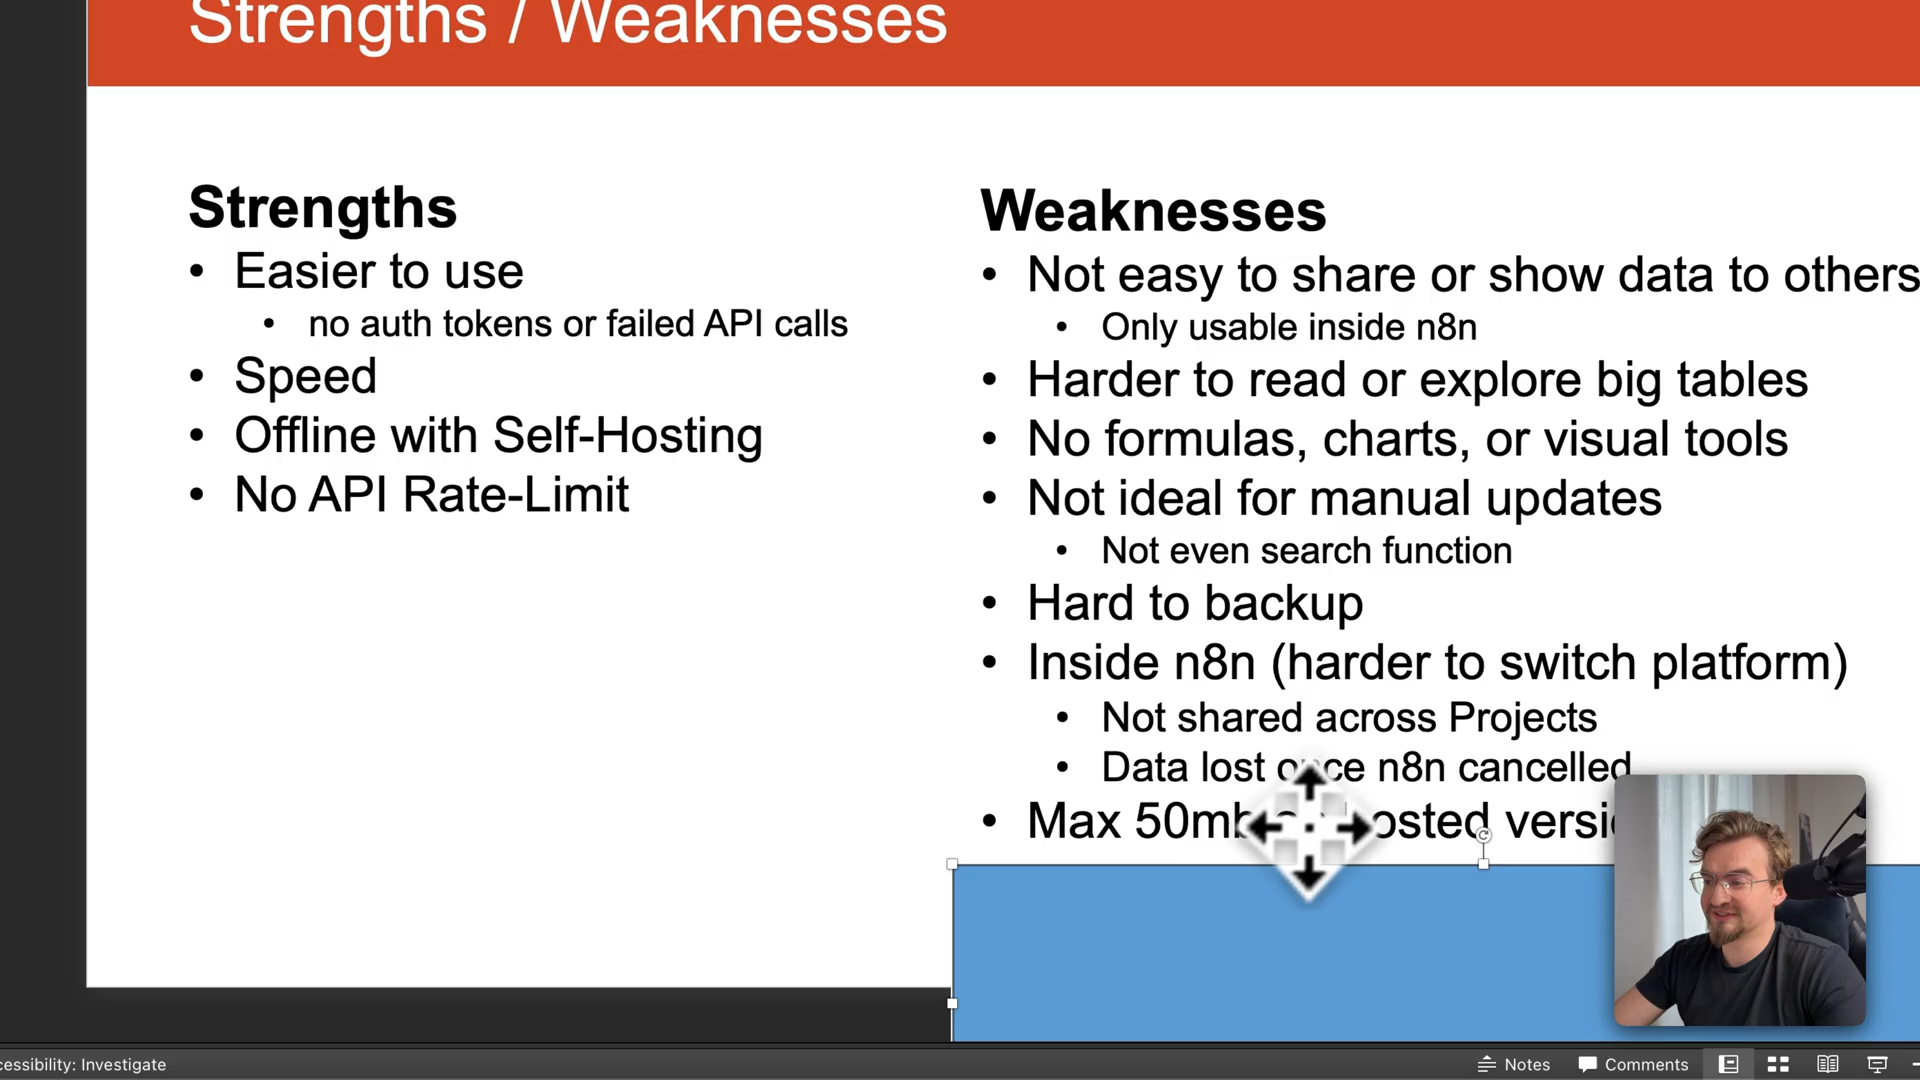 Strengths / Weaknesses
Strengths
• Easier to use
• no auth tokens or failed API calls
• Speed
• Offline with Self-Hosting
• No API Rate-Limit
Weaknesses
• Not easy to share or show data to others
• Only usable inside n8n
• Harder to read or explore big tables
• No formulas, charts, or visual tools
• Not ideal for manual updates
• Not even search function
• Hard to backup
• Inside n8n (harder to switch platform)
• Not shared across Projects
• Data lost once n8n cancelled
• Max 50mb
cessibility: Investigate
Notes
Comments